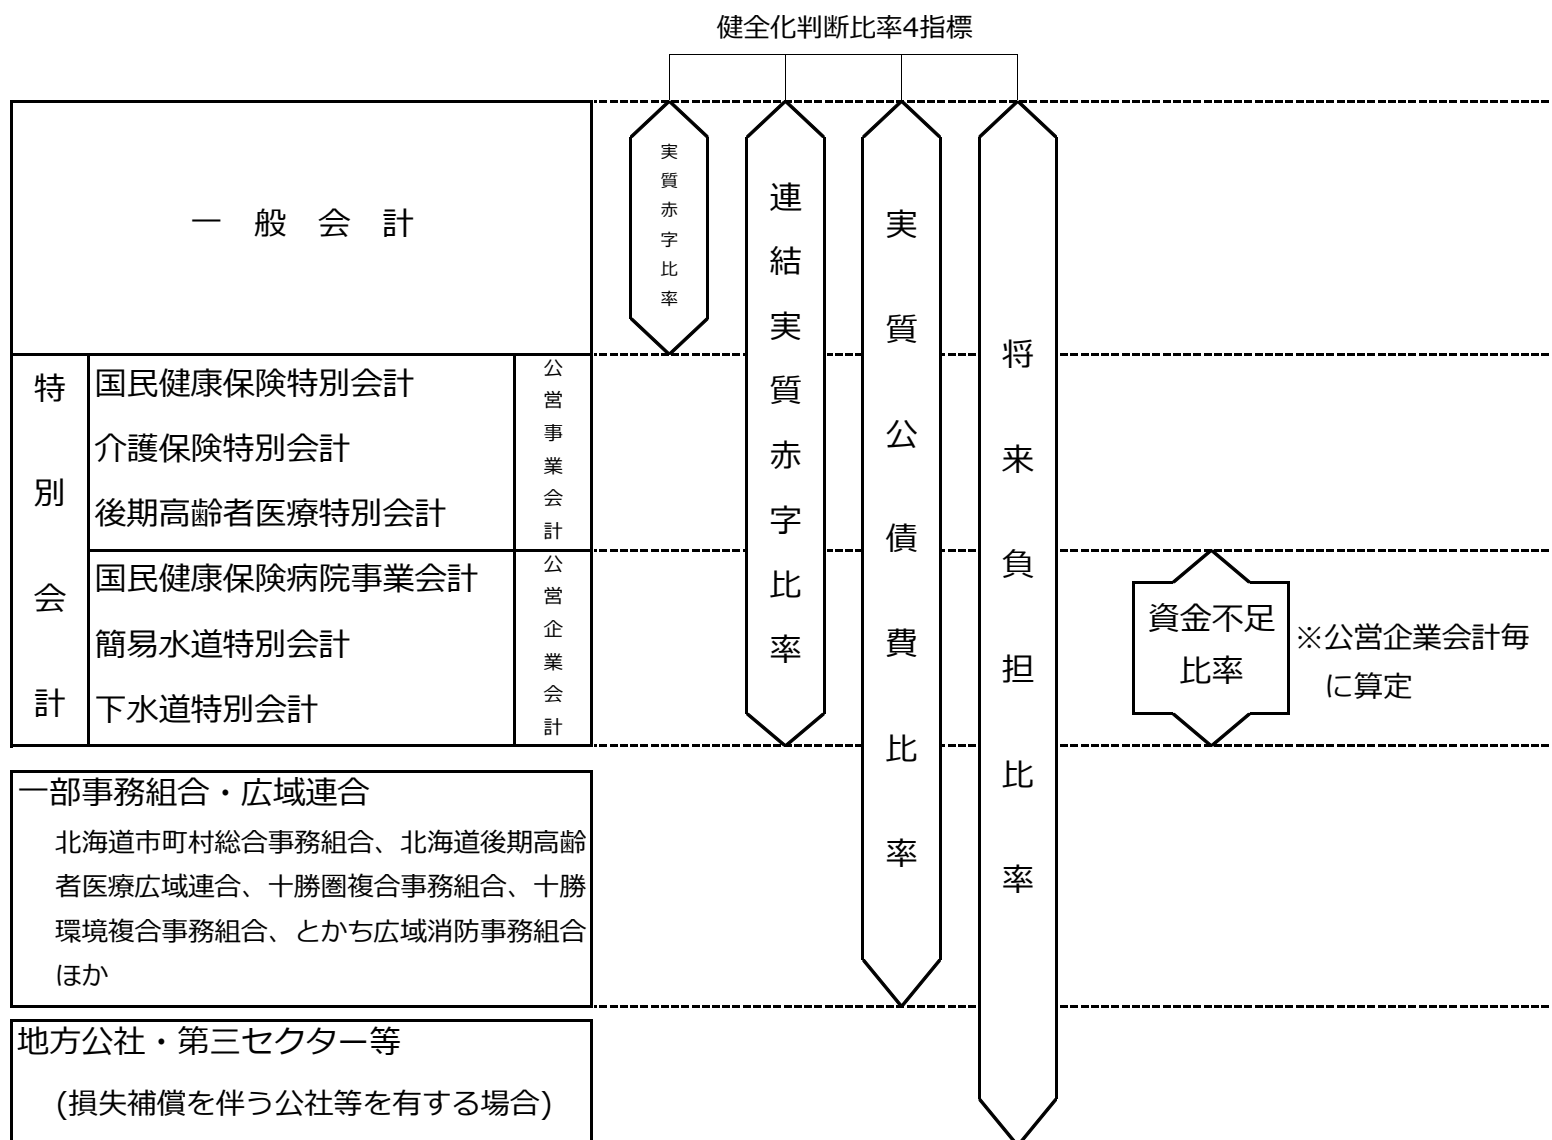 健全化判断比率4指標
一般会計
実質赤字比率
連結実質赤字比率
実質公債費比率
将来負担比率
特別会計
国民健康保険特別会計
介護保険特別会計
後期高齢者医療特別会計
公営事業会計
国民健康保険病院事業会計
簡易水道特別会計
下水道特別会計
公営企業会計
資金不足
比率
※公営企業会計毎
に算定
一部事務組合・広域連合
北海道市町村総合事務組合、北海道後期高齢
者医療広域連合、十勝圏複合事務組合、十勝
環境複合事務組合、とかち広域消防事務組合
ほか
地方公社・第三セクター等
(損失補償を伴う公社等を有する場合)